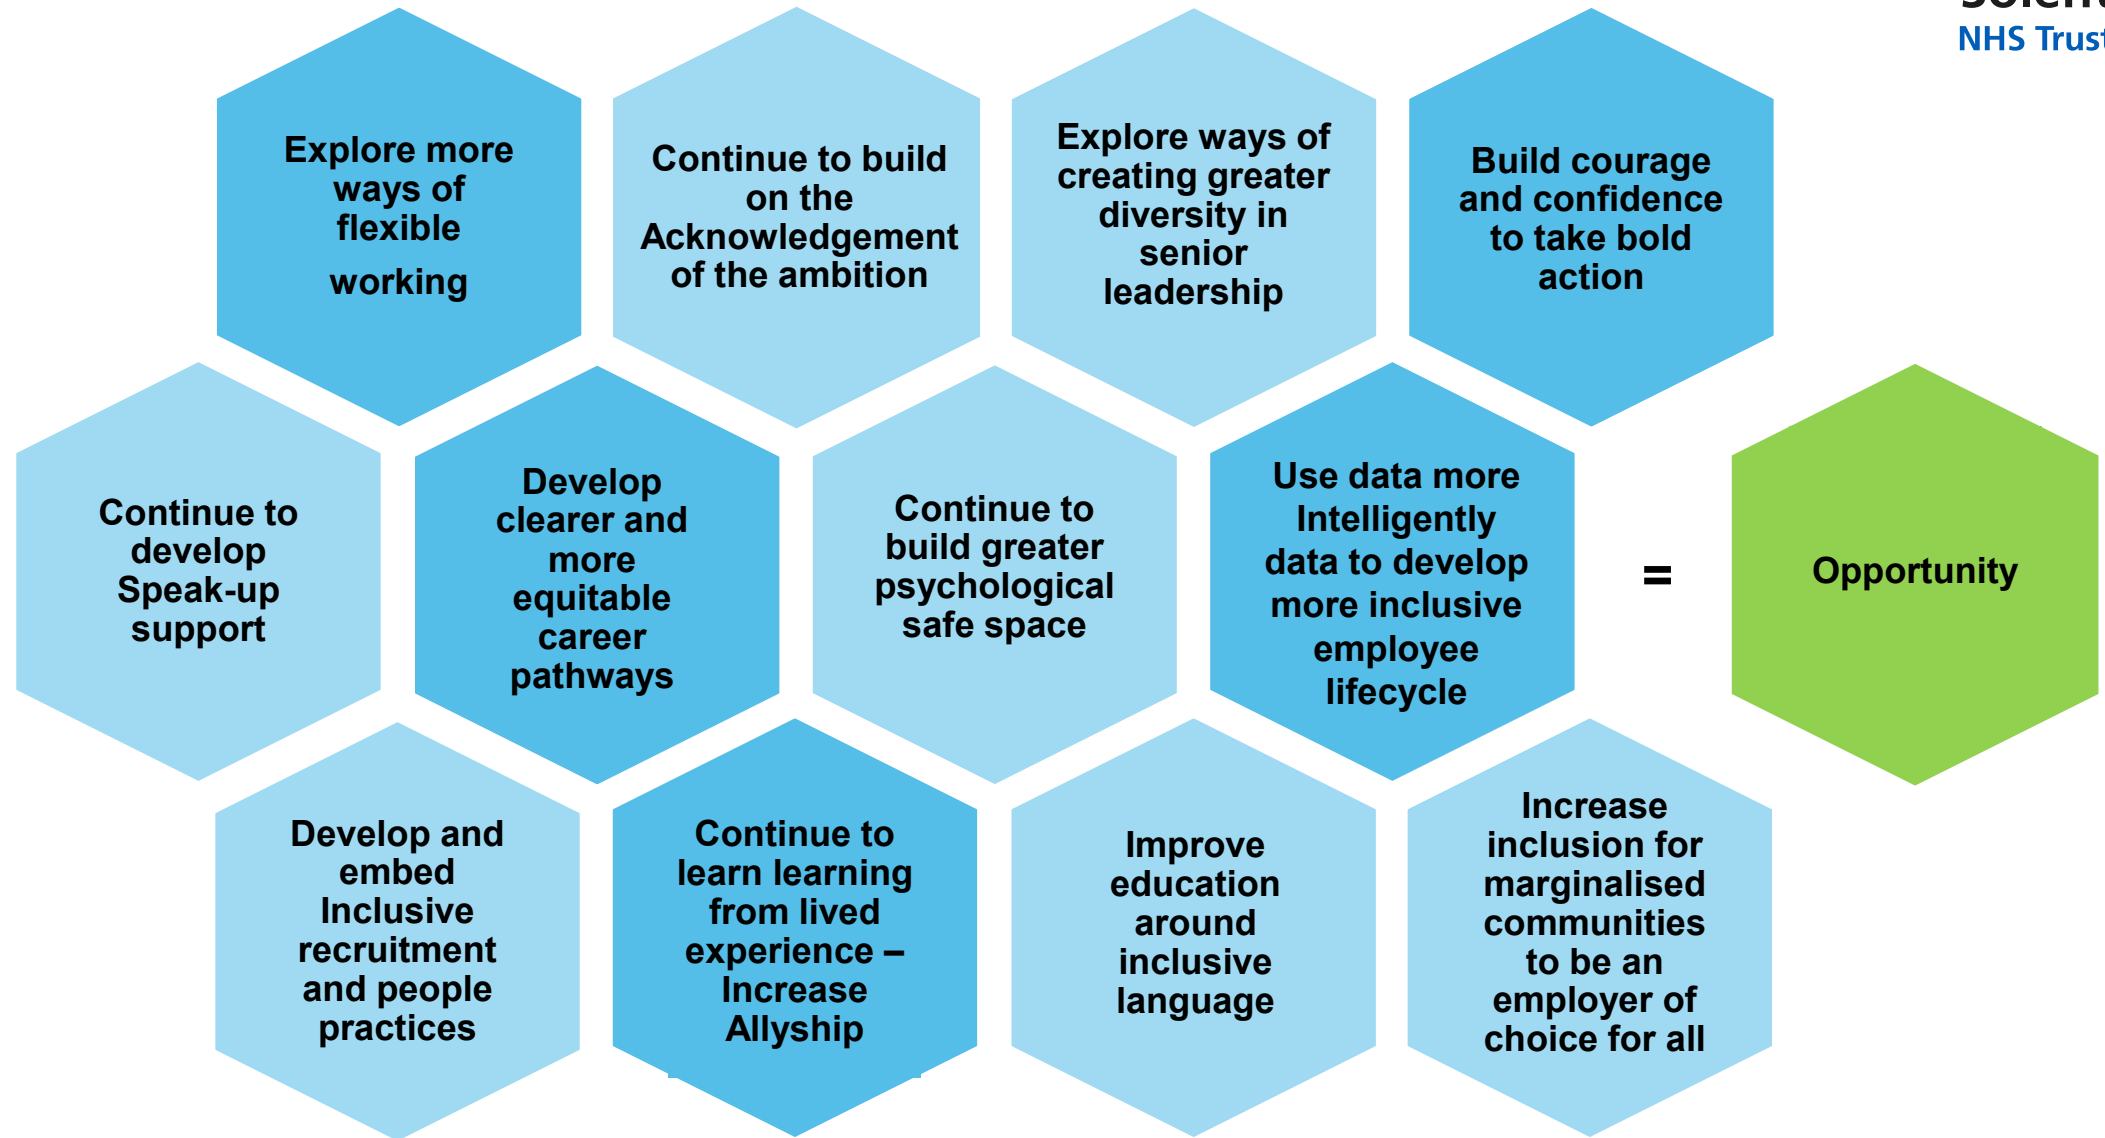 NHS Trust
Explore more
ways of
flexible
working
Continue to build
on the
Acknowledgement
of the ambition
Explore ways of
creating greater
diversity in
senior
leadership
Build courage
and confidence
to take bold
action
Continue to
develop
Speak-up
support
Develop
clearer and
more
equitable
career
pathways
Continue to
build greater
psychological
safe space
Use data more
Intelligently
data to develop
more inclusive
employee
lifecycle
=
Opportunity
Develop and
embed
Inclusive
recruitment
and people
practices
Continue to
learn learning
from lived
experience –
Increase
Allyship
Improve
education
around
inclusive
language
Increase
inclusion for
marginalised
communities
to be an
employer of
choice for all